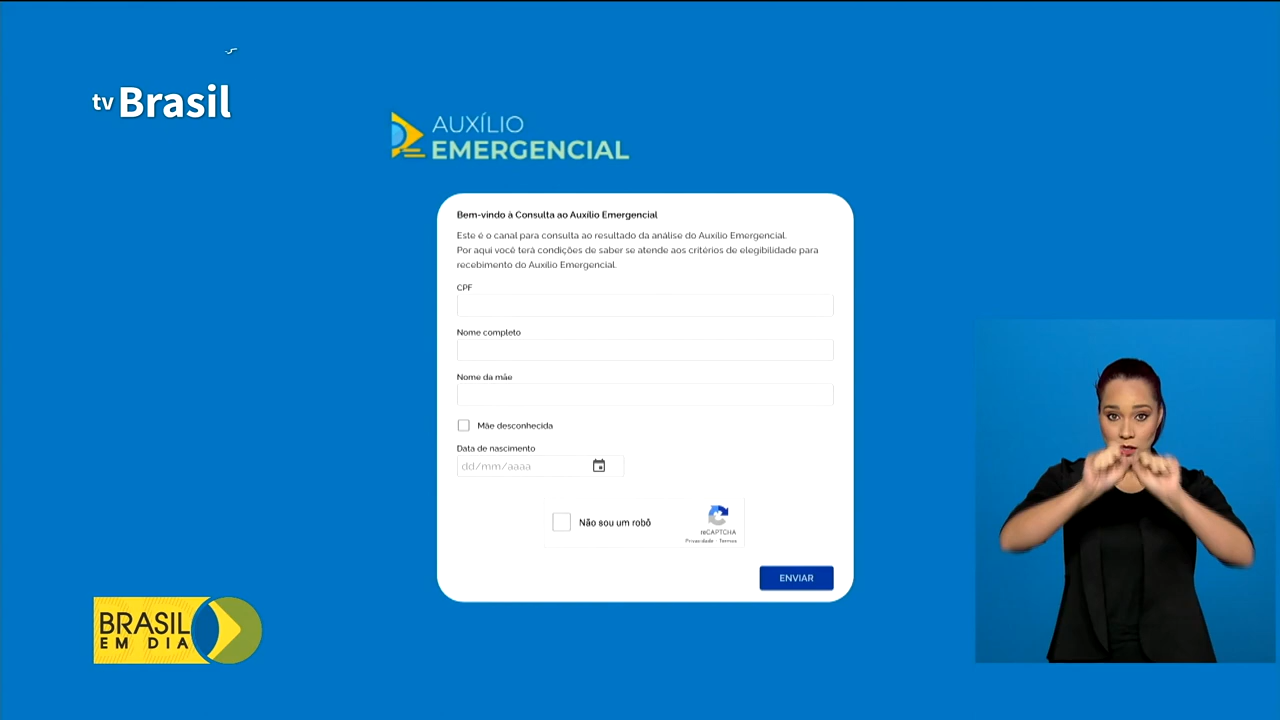 tv Brasil
AUXÍLIO
EMERGENCIAL
Bem-vindo à Consulta ao Auxílio Emergencial
Este é o canal para consulta ao resultado da análise do Auxílio Emergencial.
Por aqui você terá condições de saber se atende aos critérios de elegibilidade para
recebimento do Auxílio Emergencial.
CPF
Nome completo
Nome da mãe
Mãe desconhecida
Data de nascimento
dd/mm/aaaa
Não sou um robô
reCAPTCHA
Privacidade - Termos
ENVIAR
BRASIL
EM DIA